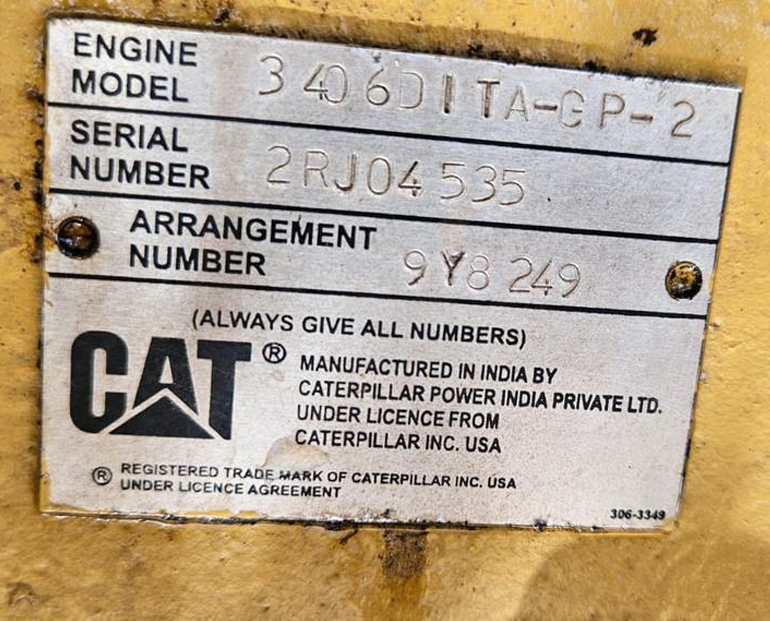 ENGINE MODEL 3406DITA-GP-2
SERIAL NUMBER 2RJ04535
ARRANGEMENT NUMBER 9Y8249
(ALWAYS GIVE ALL NUMBERS)
CAT ®
MANUFACTURED IN INDIA BY
CATERPILLAR POWER INDIA PRIVATE LTD.
UNDER LICENCE FROM
CATERPILLAR INC. USA
® REGISTERED TRADE MARK OF CATERPILLAR INC. USA
UNDER LICENCE AGREEMENT
306-3349